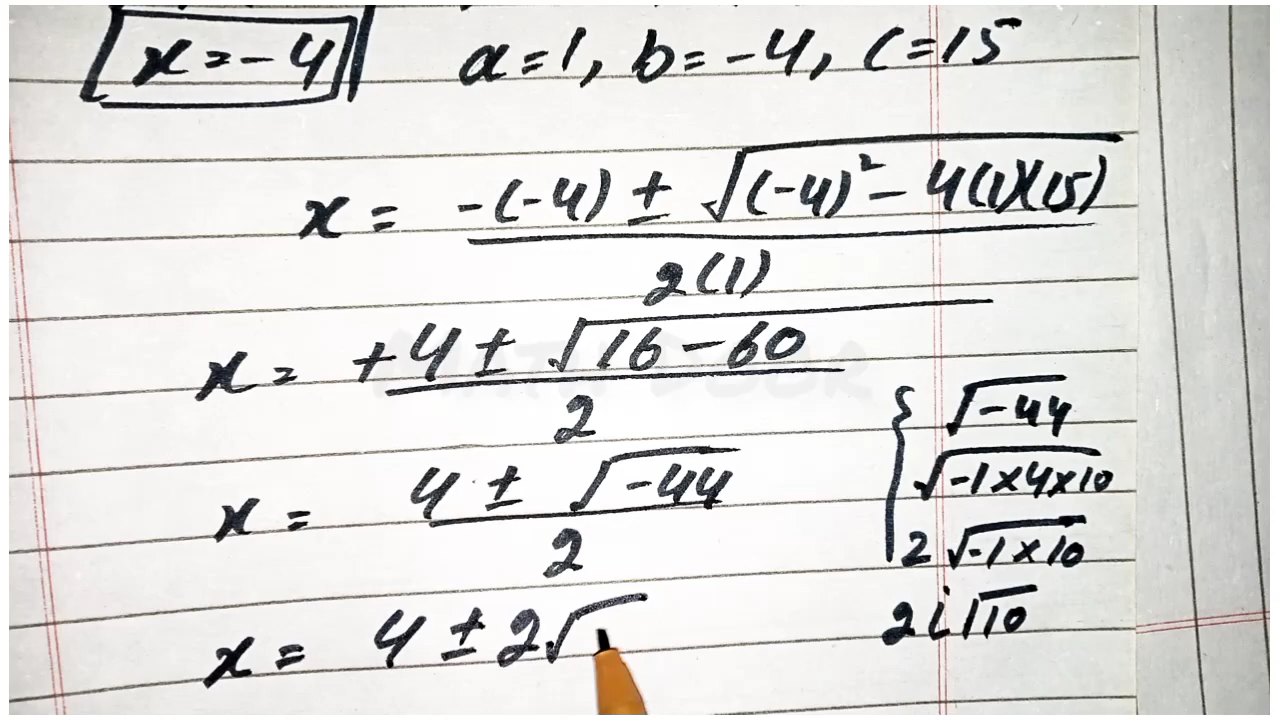 x = -4 a = 1, b = -4, c = 15
x = -(-4) ± √(-4)² - 4(1)(15)
2(1)
x = +4 ± √16 - 60
2
√-44
x = 4 ± √-44
√-1×4×10
2
2√-1×10
x = 4 ± 2√
2i√10